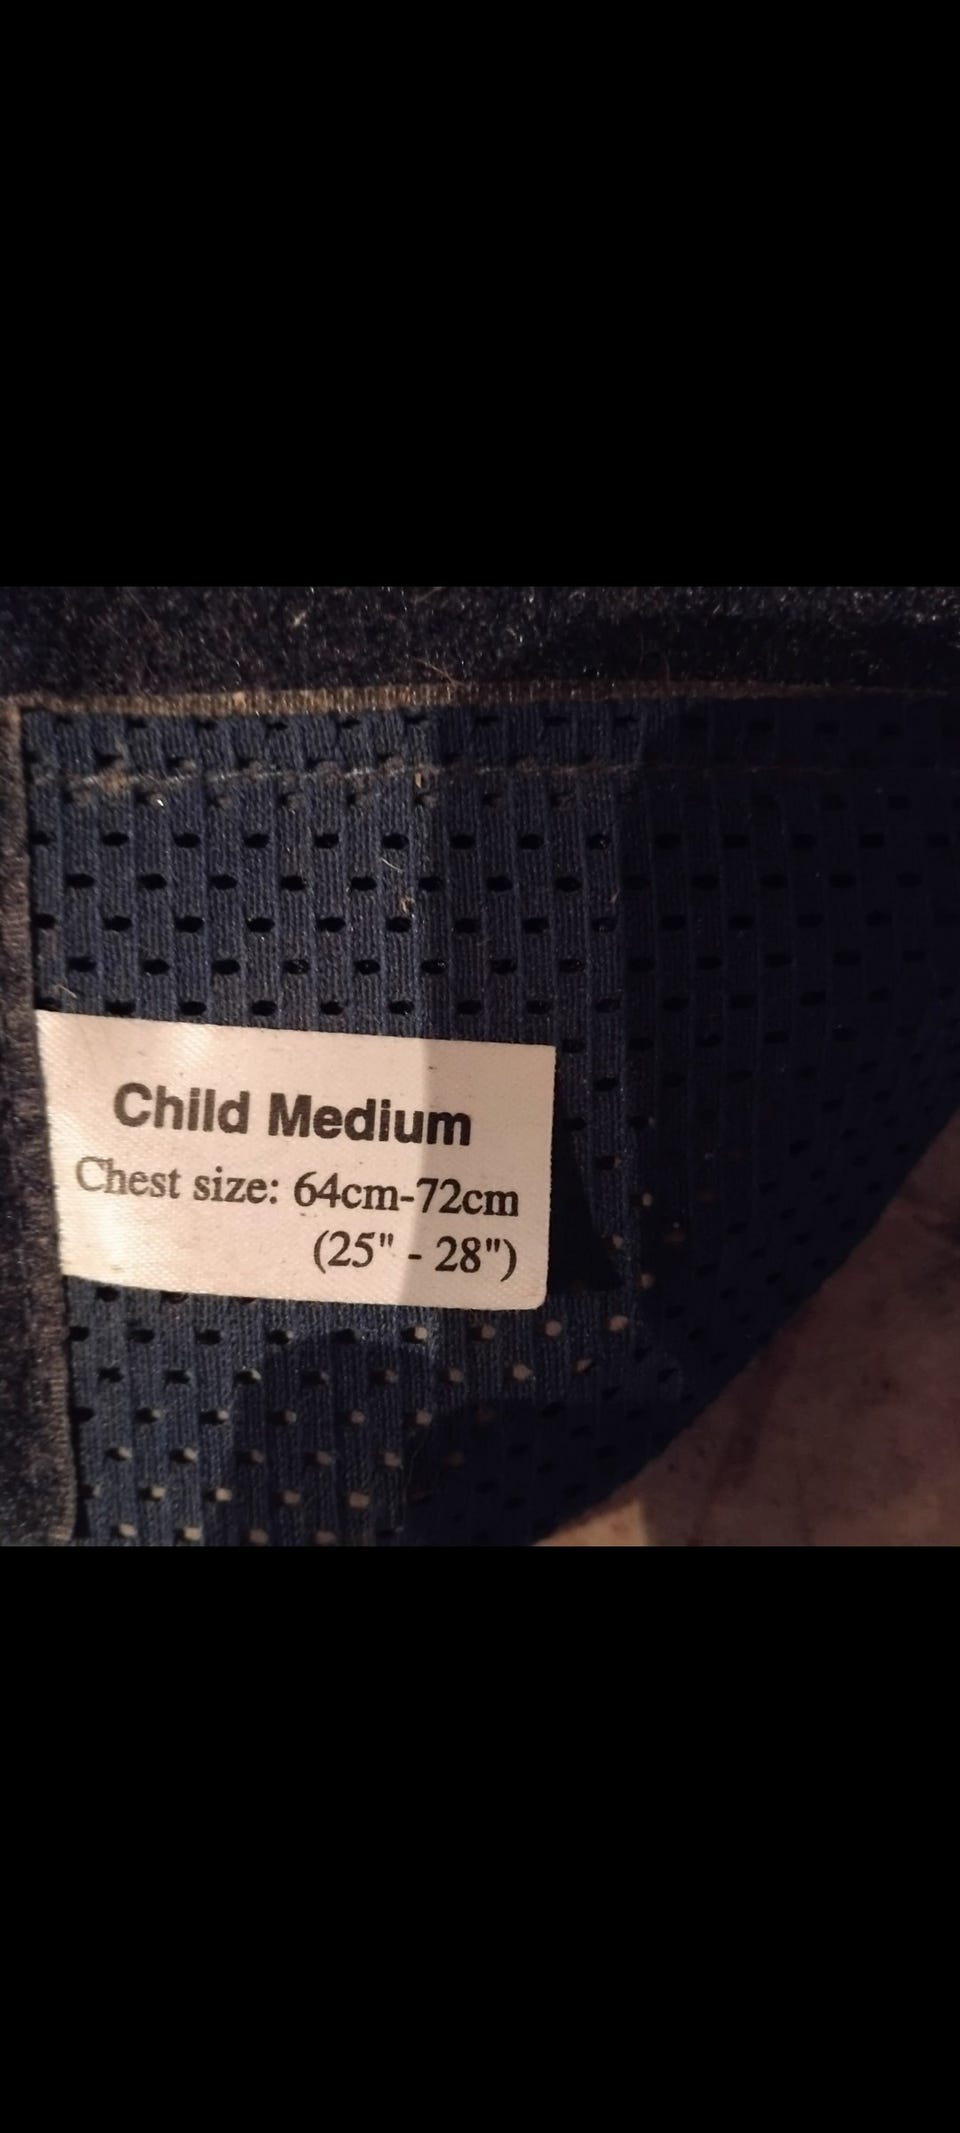 Child Medium
Chest size: 64cm-72cm
(25" - 28")